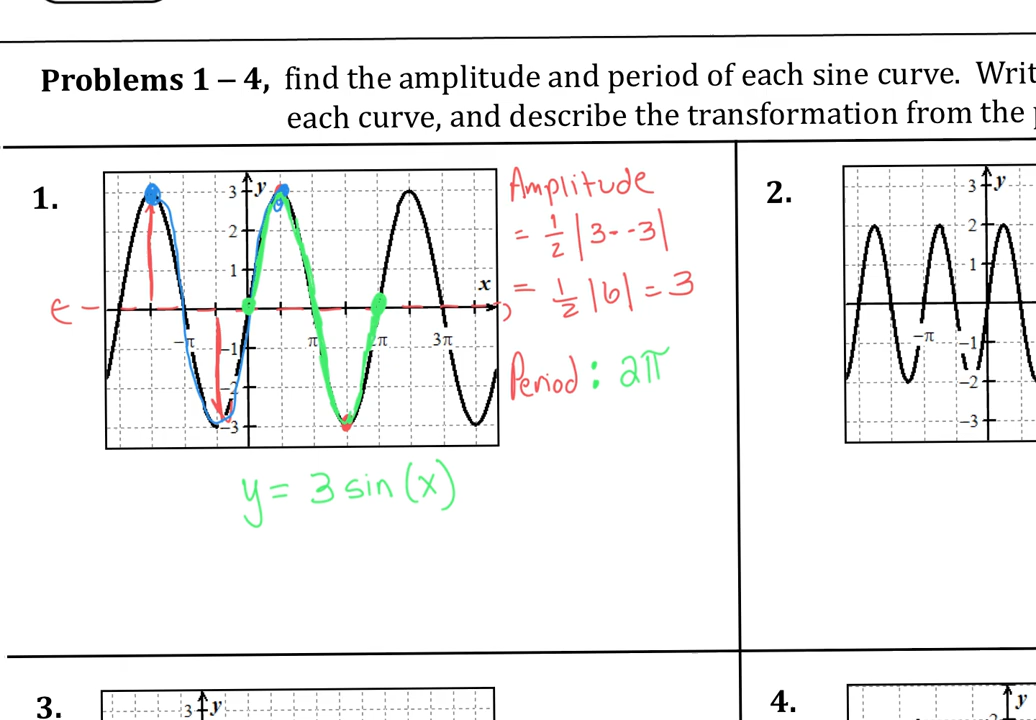 Problems 1 – 4, find the amplitude and period of each sine curve. Writ
each curve, and describe the transformation from the
1.
3 y
2
1
x
-π
π
π
3π
-1
-2
-3
Amplitude
= 1/2 |3--3|
= 1/2 |6| = 3
Period : 2π
y = 3 sin (x)
2.
3 y
2
1
-π
-1
-2
-3
3.
3 y
4.
y